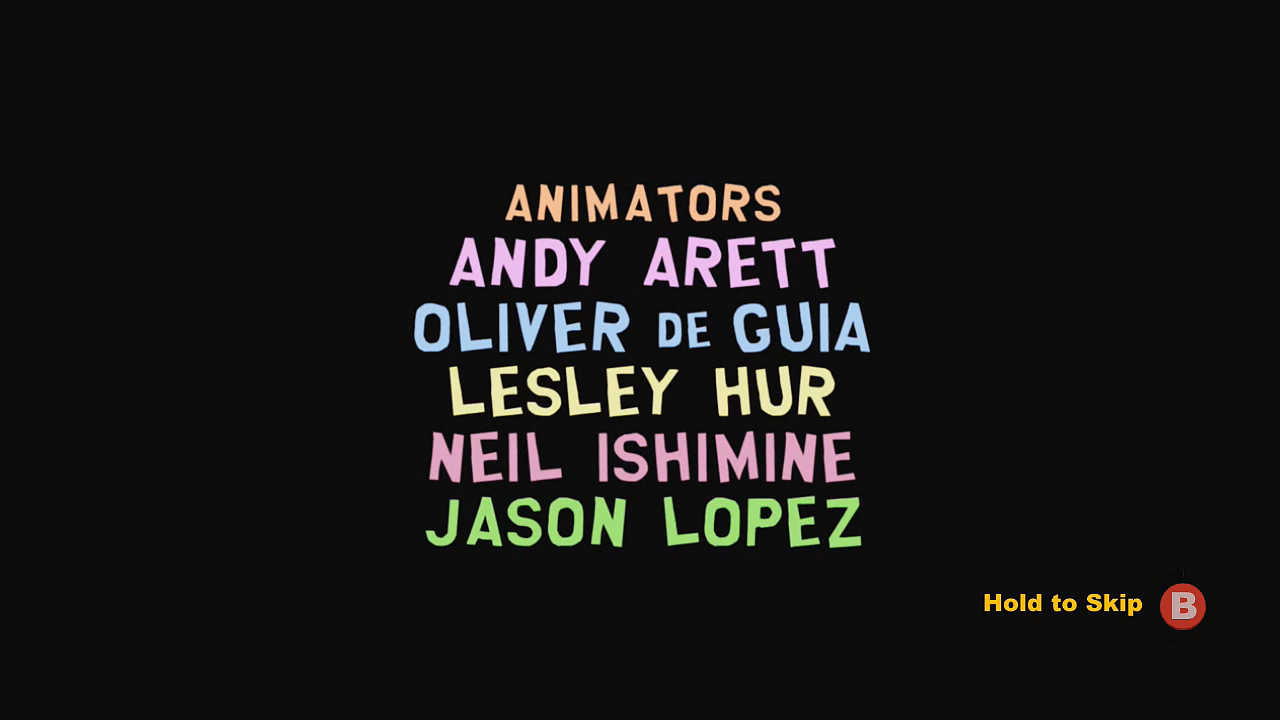 ANIMATORS
ANDY ARETT
OLIVER DE GUIA
LESLEY HUR
NEIL ISHIMINE
JASON LOPEZ
Hold to Skip B